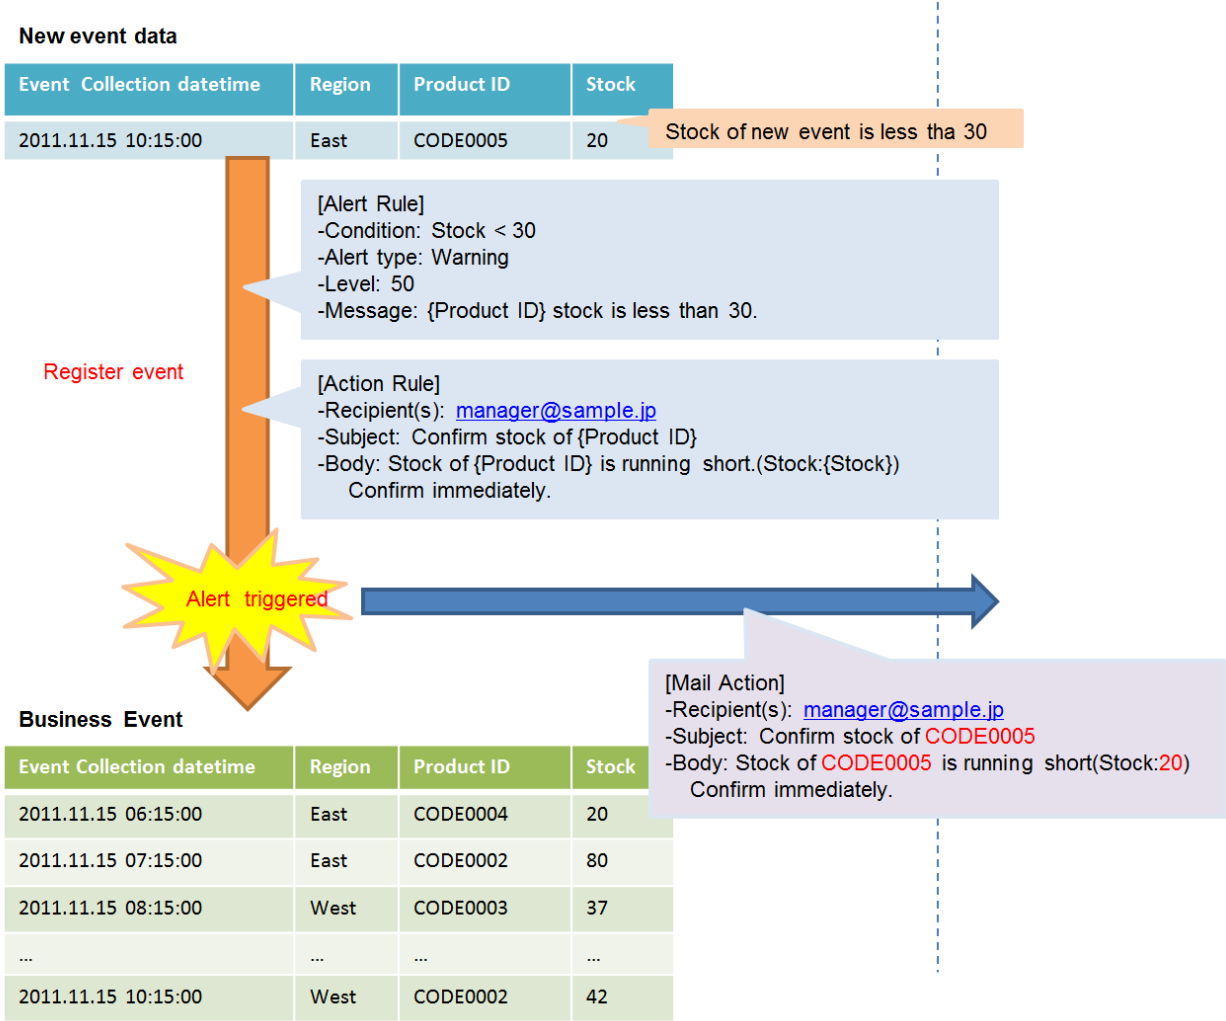 New event data
Event Collection datetime Region Product ID Stock
2011.11.15 10:15:00 East CODE0005 20
Stock of new event is less tha 30
[Alert Rule]
-Condition: Stock < 30
-Alert type: Warning
-Level: 50
-Message: {Product ID} stock is less than 30.
Register event
[Action Rule]
-Recipient(s): manager@sample.jp
-Subject: Confirm stock of {Product ID}
-Body: Stock of {Product ID} is running short.(Stock:{Stock})
Confirm immediately.
Alert triggered
[Mail Action]
-Recipient(s): manager@sample.jp
-Subject: Confirm stock of CODE0005
-Body: Stock of CODE0005 is running short(Stock:20)
Confirm immediately.
Business Event
Event Collection datetime Region Product ID Stock
2011.11.15 06:15:00 East CODE0004 20
2011.11.15 07:15:00 East CODE0002 80
2011.11.15 08:15:00 West CODE0003 37
... ... ... ...
2011.11.15 10:15:00 West CODE0002 42